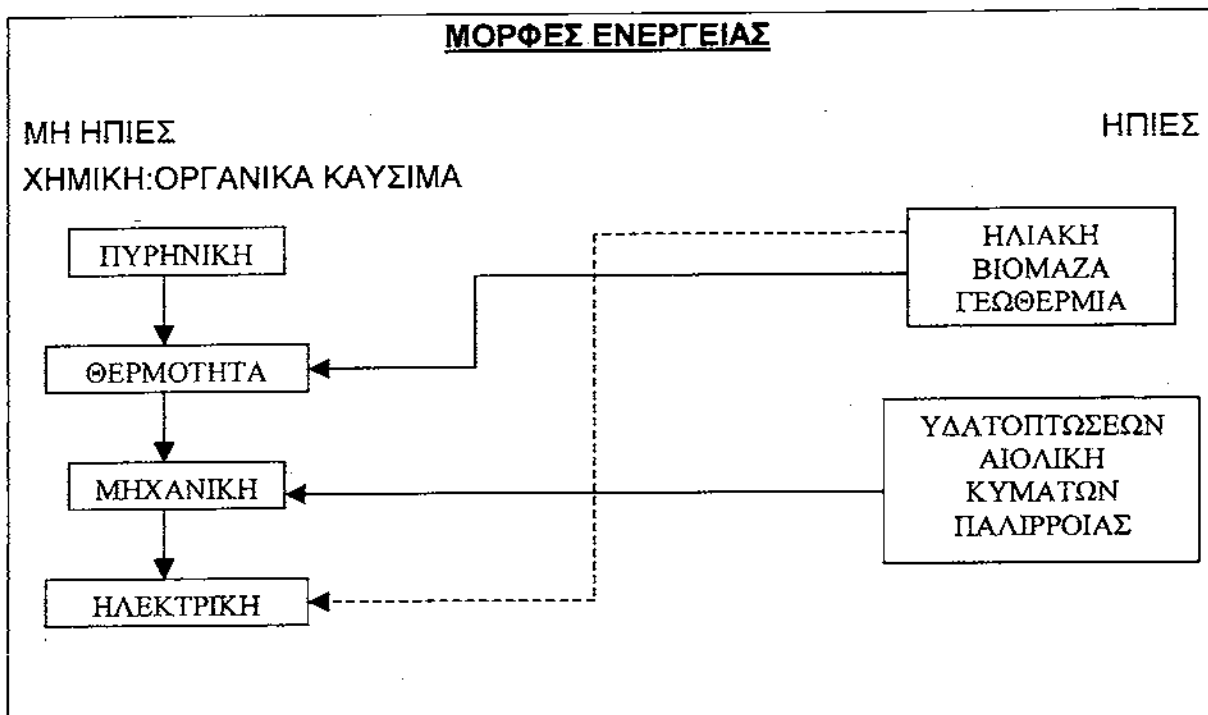 ΜΟΡΦΕΣ ΕΝΕΡΓΕΙΑΣ
ΜΗ ΗΠΙΕΣ
ΗΠΙΕΣ
ΧΗΜΙΚΗ:ΟΡΓΑΝΙΚΑ ΚΑΥΣΙΜΑ
ΠΥΡΗΝΙΚΗ
ΘΕΡΜΟΤΗΤΑ
ΜΗΧΑΝΙΚΗ
ΗΛΕΚΤΡΙΚΗ
ΗΛΙΑΚΗ
ΒΙΟΜΑΖΑ
ΓΕΩΘΕΡΜΙΑ
ΥΔΑΤΟΠΤΩΣΕΩΝ
ΑΙΟΛΙΚΗ
ΚΥΜΑΤΩΝ
ΠΑΛΙΡΡΟΙΑΣ